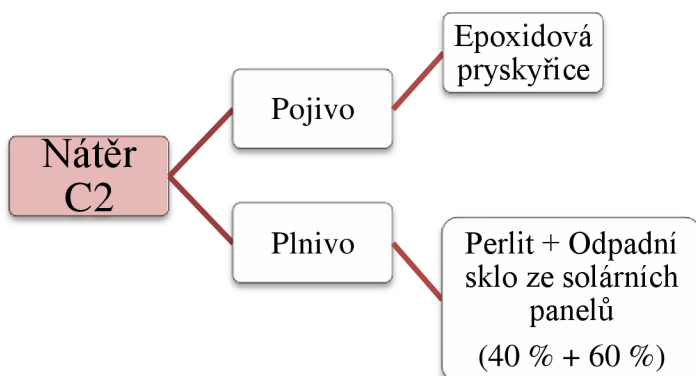 Epoxidová
pryskyřice
Pojivo
Nátěr
C2
Plnivo
Perlit + Odpadní
sklo ze solárních
panelů
(40 % + 60 %)